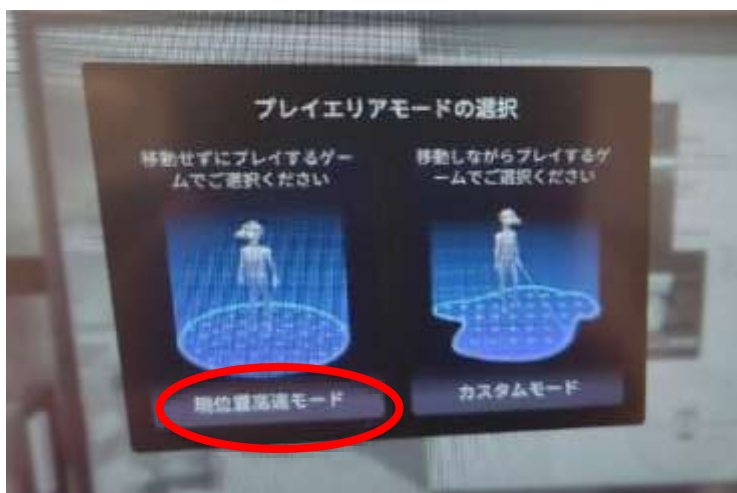 プレイエリアモードの選択
移動せずにプレイするゲー
ムでご選択ください
移動しながらプレイするゲ
ームでご選択ください
現位置高速モード
カスタムモード